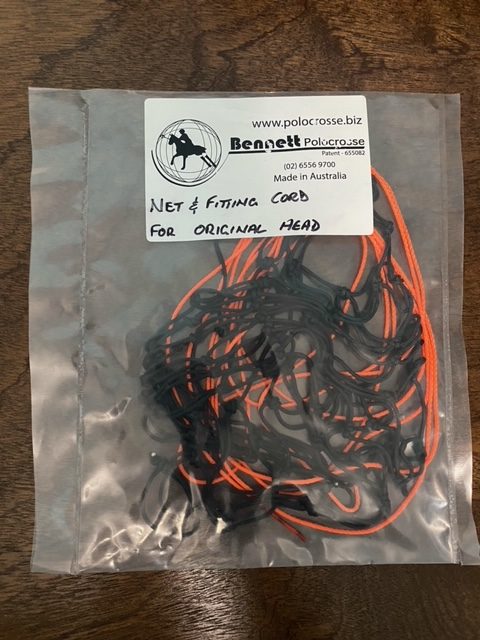 www.polocrosse.biz
Bennett Polocrosse
Patent - 655082
(02) 6556 9700
Made in Australia
NET & FITTING CORD
FOR ORIGINAL HEAD